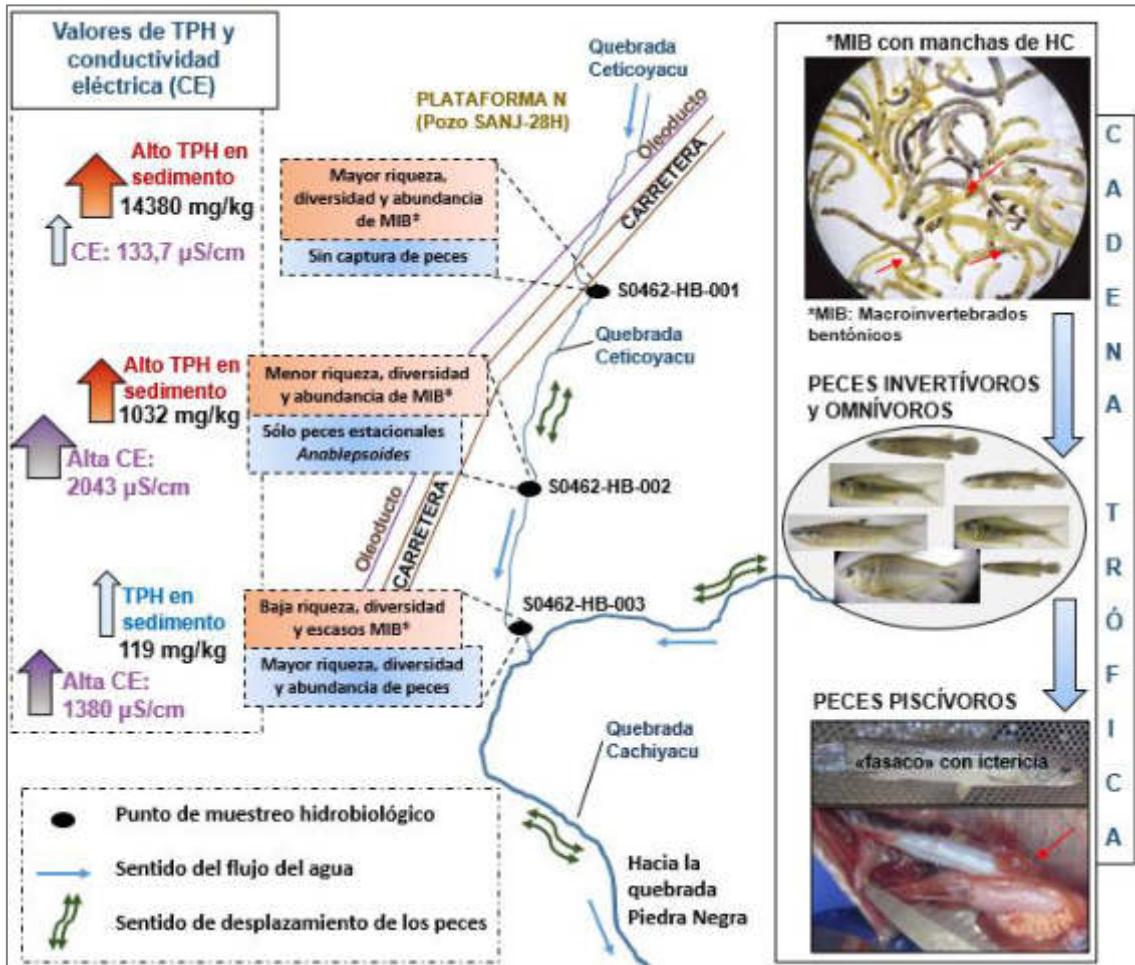 Valores de TPH y
conductividad
eléctrica (CE)
Alto TPH en
sedimento
14380 mg/kg
CE: 133,7 µS/cm
Alto TPH en
sedimento
1032 mg/kg
Alta CE:
2043 µS/cm
TPH en
sedimento
119 mg/kg
Alta CE:
1380 µS/cm
Quebrada
Ceticoyacu
PLATAFORMA N
(Pozo SANJ-28H)
Oleoducto
CARRETERA
Mayor riqueza,
diversidad y abundancia
de MIB*
Sin captura de peces
S0462-HB-001
Quebrada
Ceticoyacu
Menor riqueza, diversidad
y abundancia de MIB*
Sólo peces estacionales
Anablepsoides
S0462-HB-002
Oleoducto
CARRETERA
S0462-HB-003
Baja riqueza, diversidad
y escasos MIB*
Mayor riqueza, diversidad
y abundancia de peces
Quebrada
Cachiyacu
Hacia la
quebrada
Piedra Negra
Punto de muestreo hidrobiológico
Sentido del flujo del agua
Sentido de desplazamiento de los peces
*MIB con manchas de HC
*MIB: Macroinvertebrados
bentónicos
PECES INVERTÍVOROS
y OMNÍVOROS
PECES PISCÍVOROS
«fasaco» con ictericia
CADENA TRÓFICA